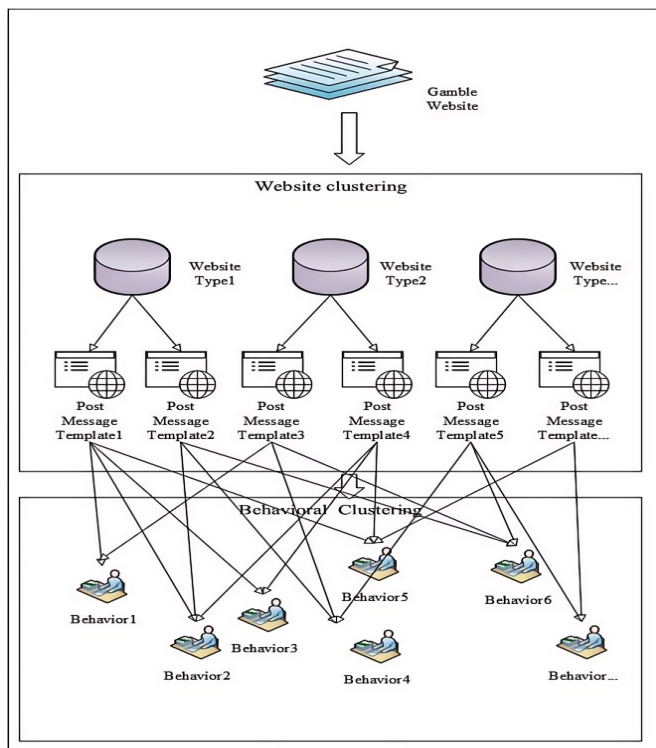 Gamble
Website
Website clustering
Website
Type1
Website
Type2
Website
Type...
Post
Message
Template1
Post
Message
Template2
Post
Message
Template3
Post
Message
Template4
Post
Message
Template5
Post
Message
Template...
Behavioral Clustering
Behavior1
Behavior2
Behavior3
Behavior4
Behavior5
Behavior6
Behavior...